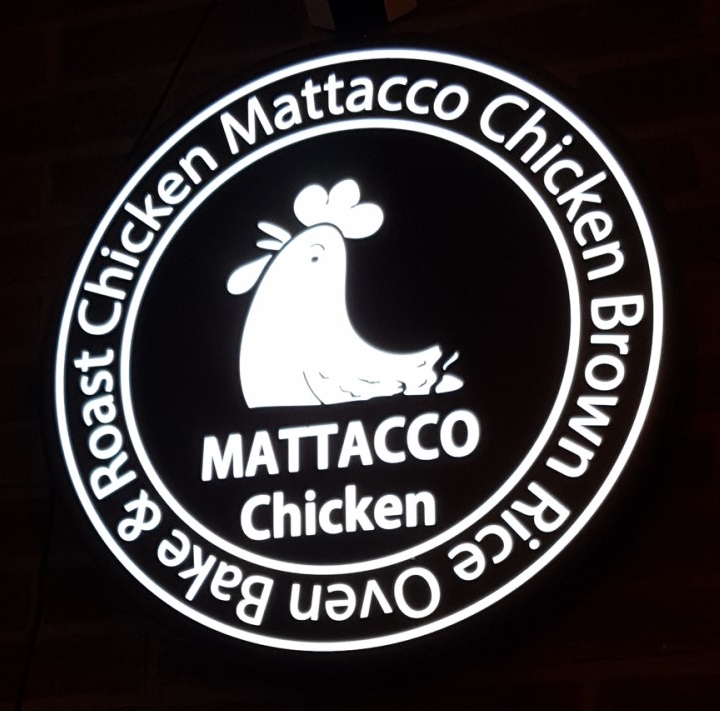 Mattacco Chicken Brown Rice Oven Bake & Roast Chicken
MATTACCO
Chicken